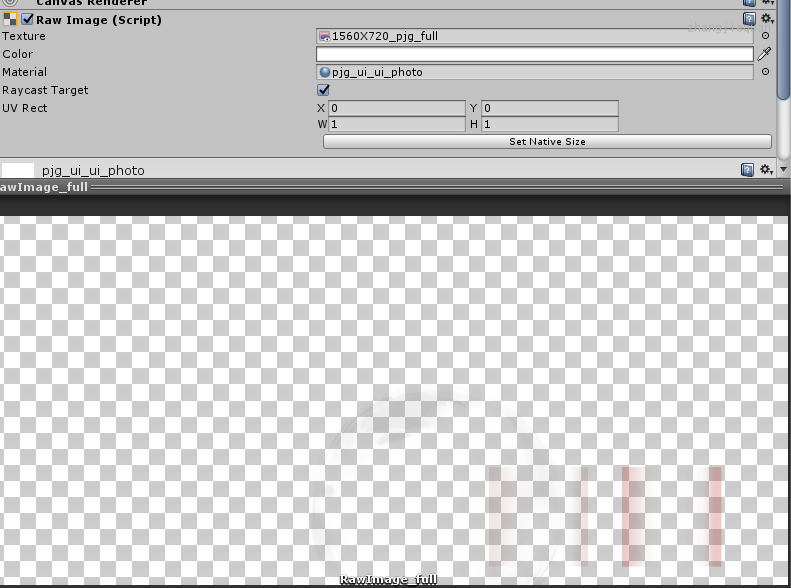 Canvas Renderer
Raw Image (Script)
Texture 1560X720_pjg_full
Color
Material pjg_ui_ui_photo
Raycast Target
UV Rect X 0 Y 0
W 1 H 1
Set Native Size
pjg_ui_ui_photo
awImage_full
RawImage_full